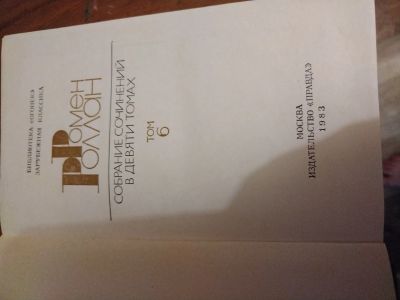 БИБЛИОТЕКА «ОГОНЕК»
ЗАРУБЕЖНАЯ КЛАССИКА
Ромен
Роллан
СОБРАНИЕ СОЧИНЕНИЙ
В ДЕВЯТИ ТОМАХ
ТОМ
6
МОСКВА
ИЗДАТЕЛЬСТВО «ПРАВДА»
1983